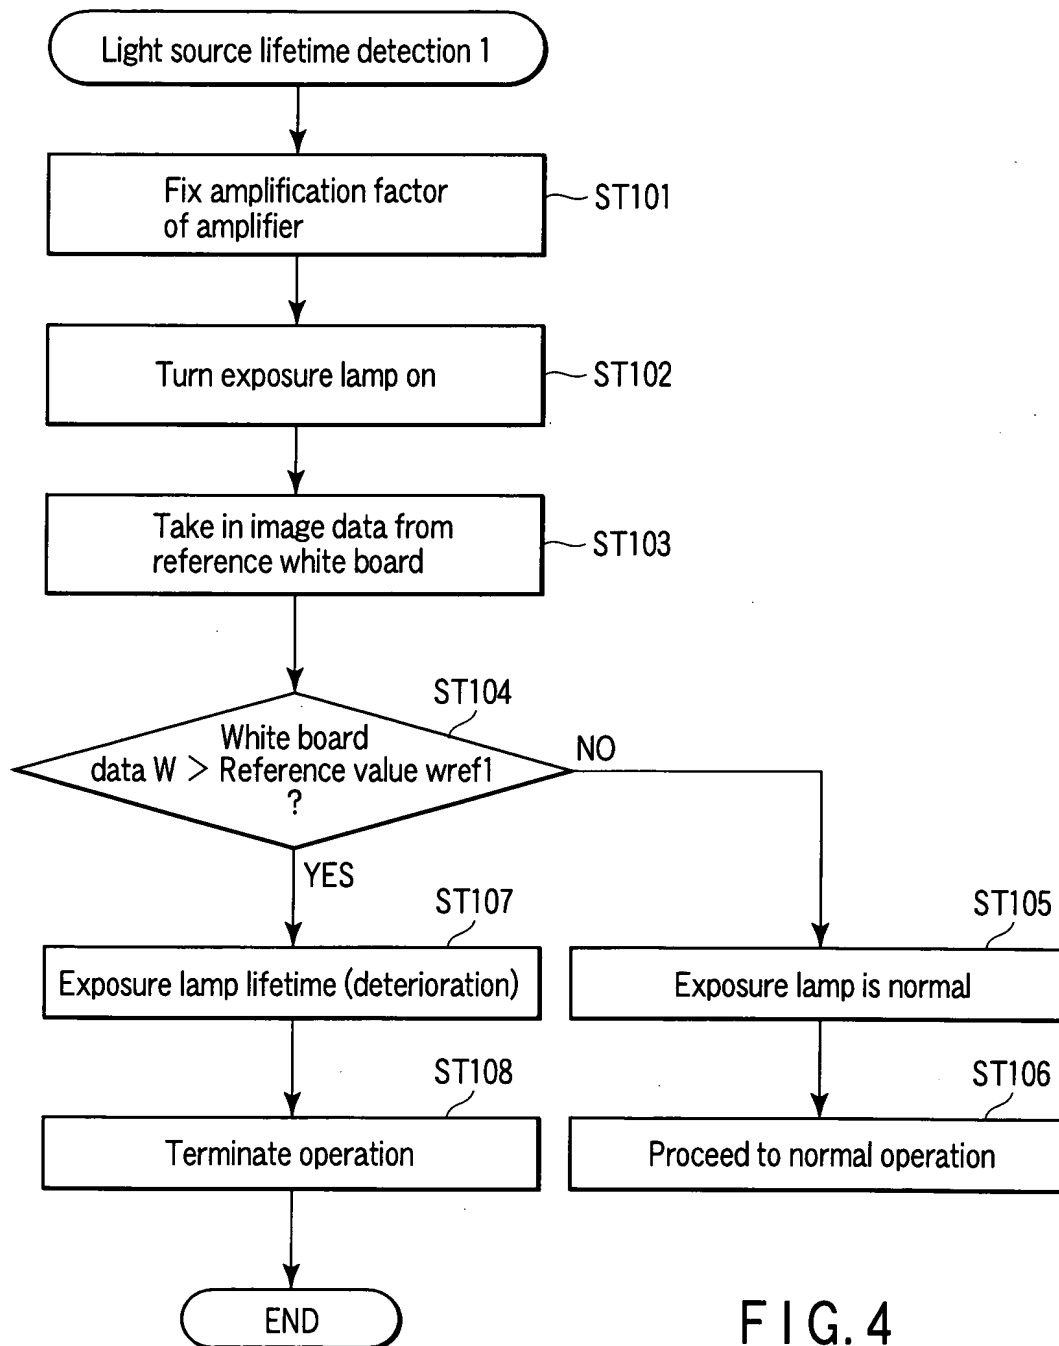 Light source lifetime detection 1
Fix amplification factor
of amplifier
ST101
Turn exposure lamp on
ST102
Take in image data from
reference white board
ST103
ST104
White board
data W > Reference value wref1
?
NO
YES
ST107
ST105
Exposure lamp lifetime (deterioration)
Exposure lamp is normal
ST108
ST106
Terminate operation
Proceed to normal operation
END
FIG. 4